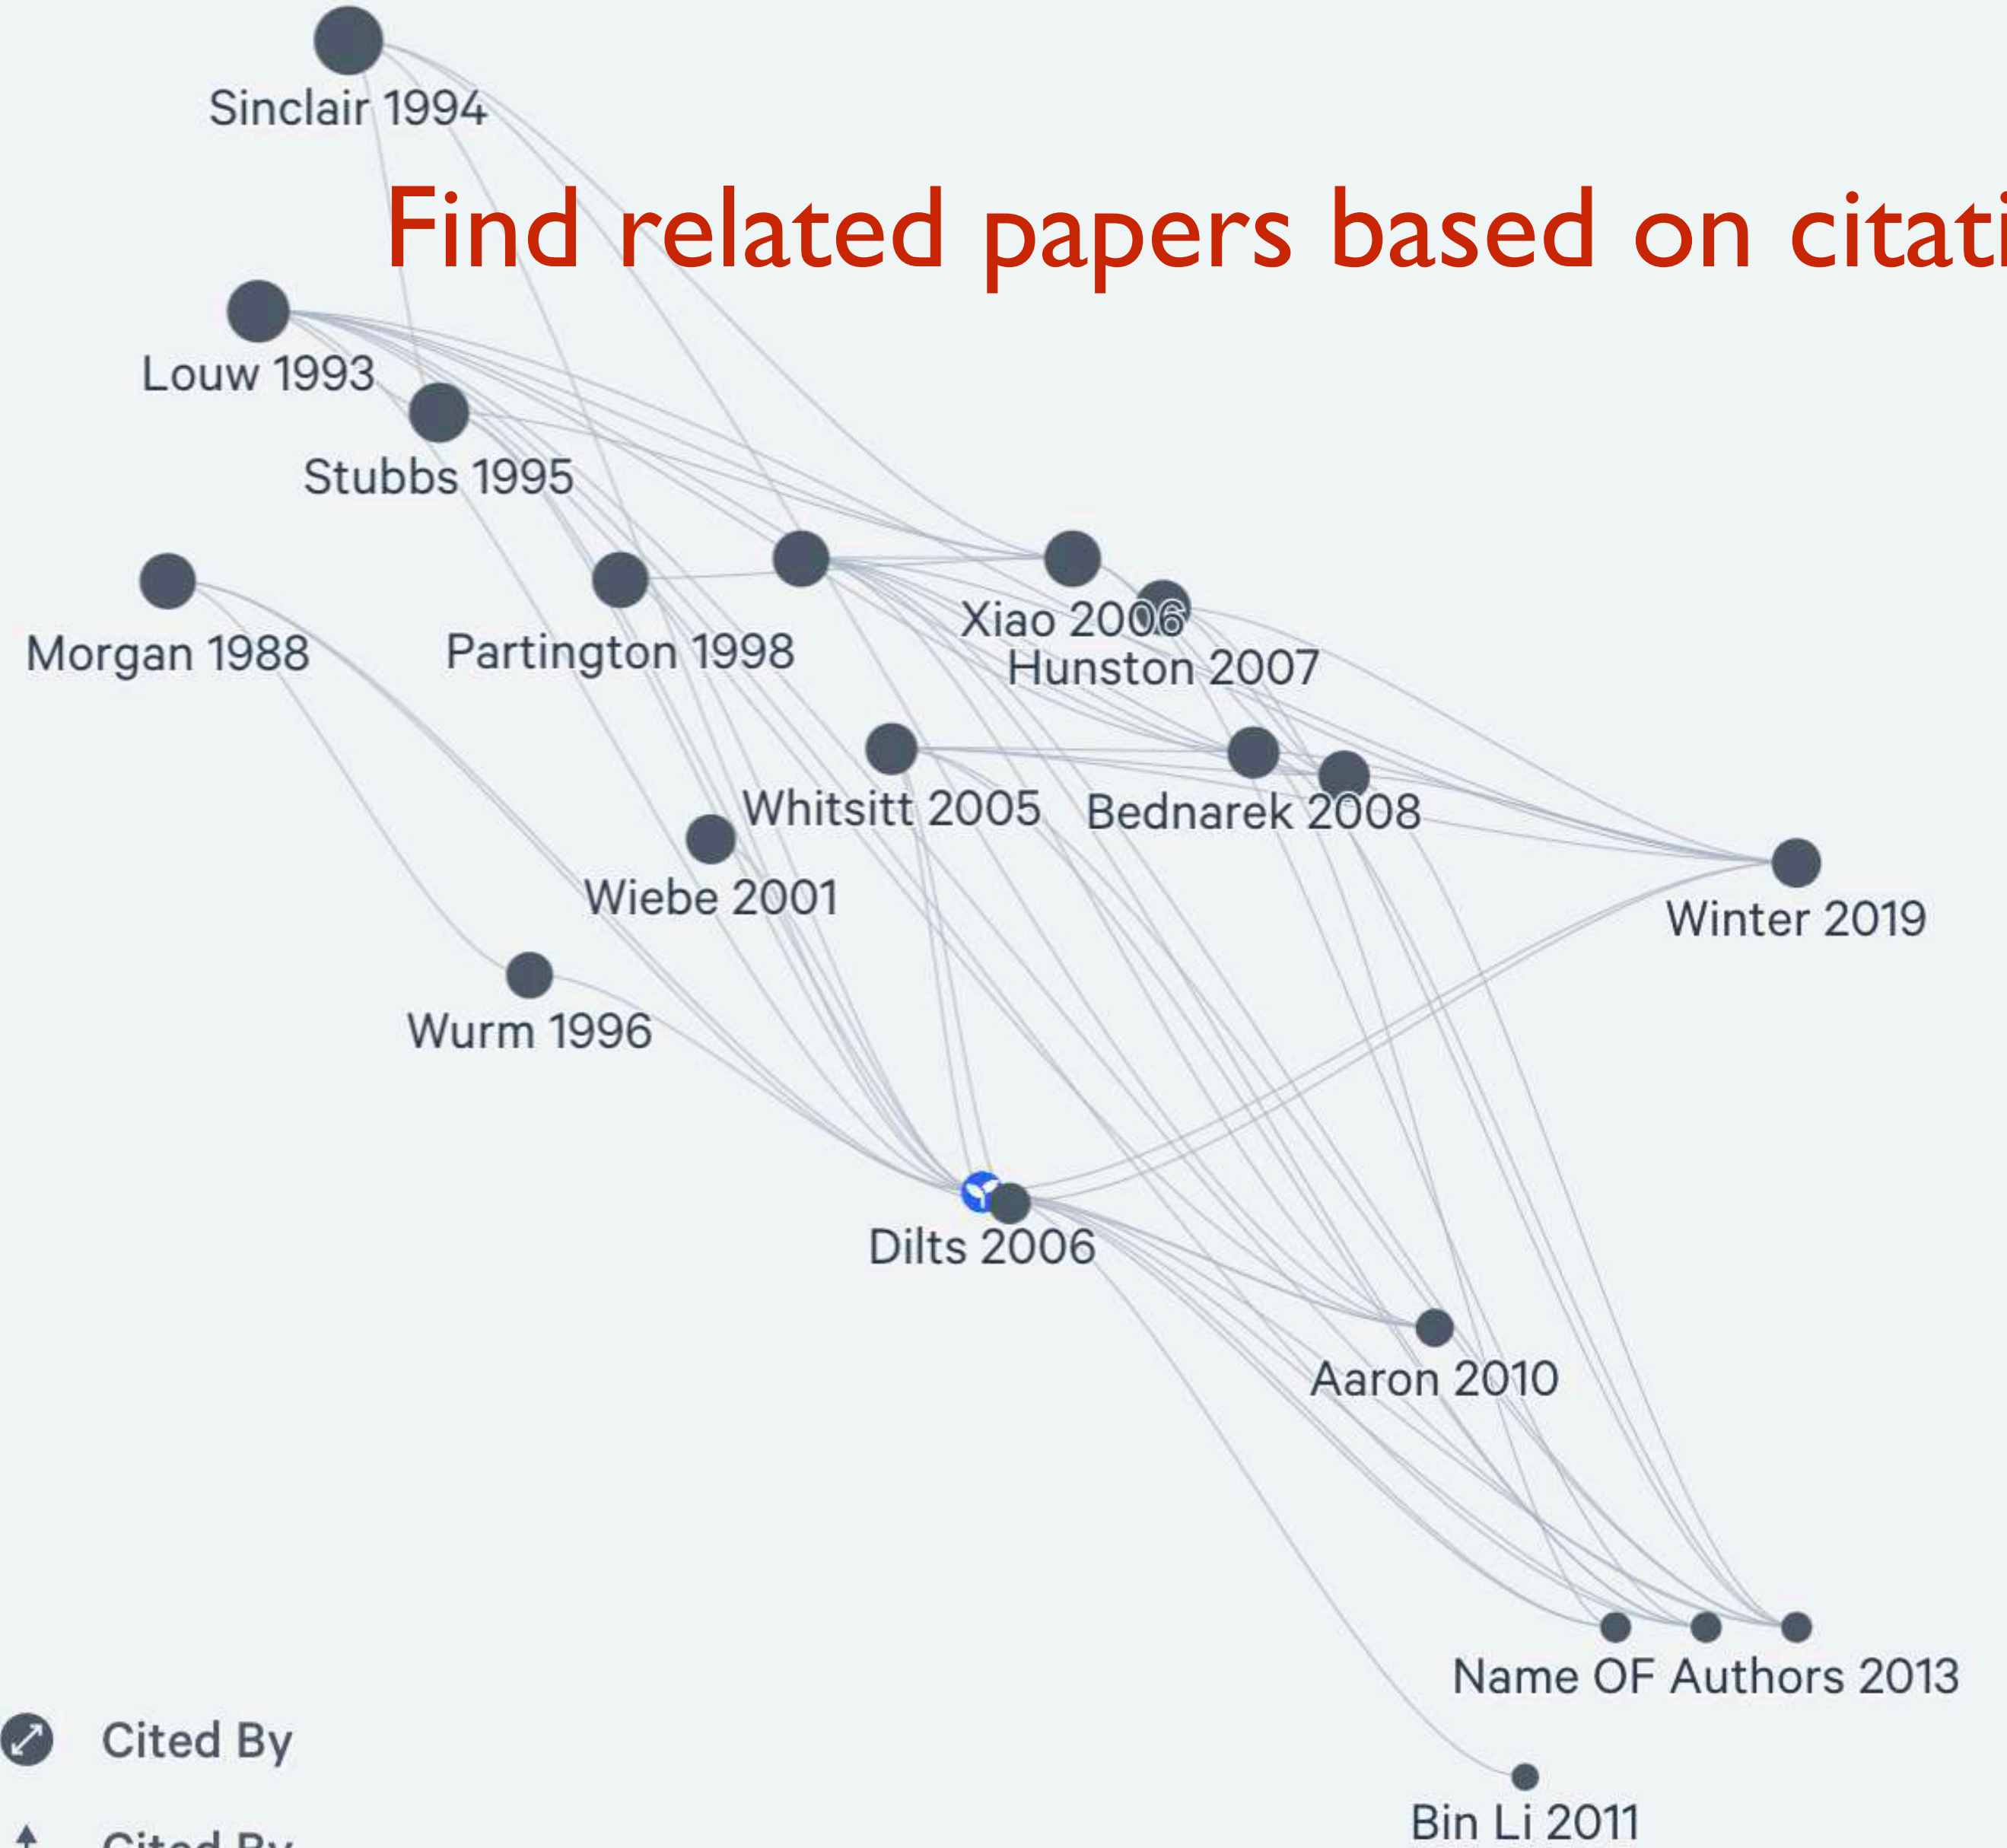 Sinclair 1994
Find related papers based on
Louw 1993
Stubbs 1995
Xiao 2006
Morgan 1988
Partington 1998
Hunston 2007
Whitsitt 2005
Bednarek 2008
Wiebe 2001
Winter 2019
Wurm 1996
Dilts 2006
Aaron 2010
Name OF Authors 2013
Cited By
Bin Li 2011
Cited By